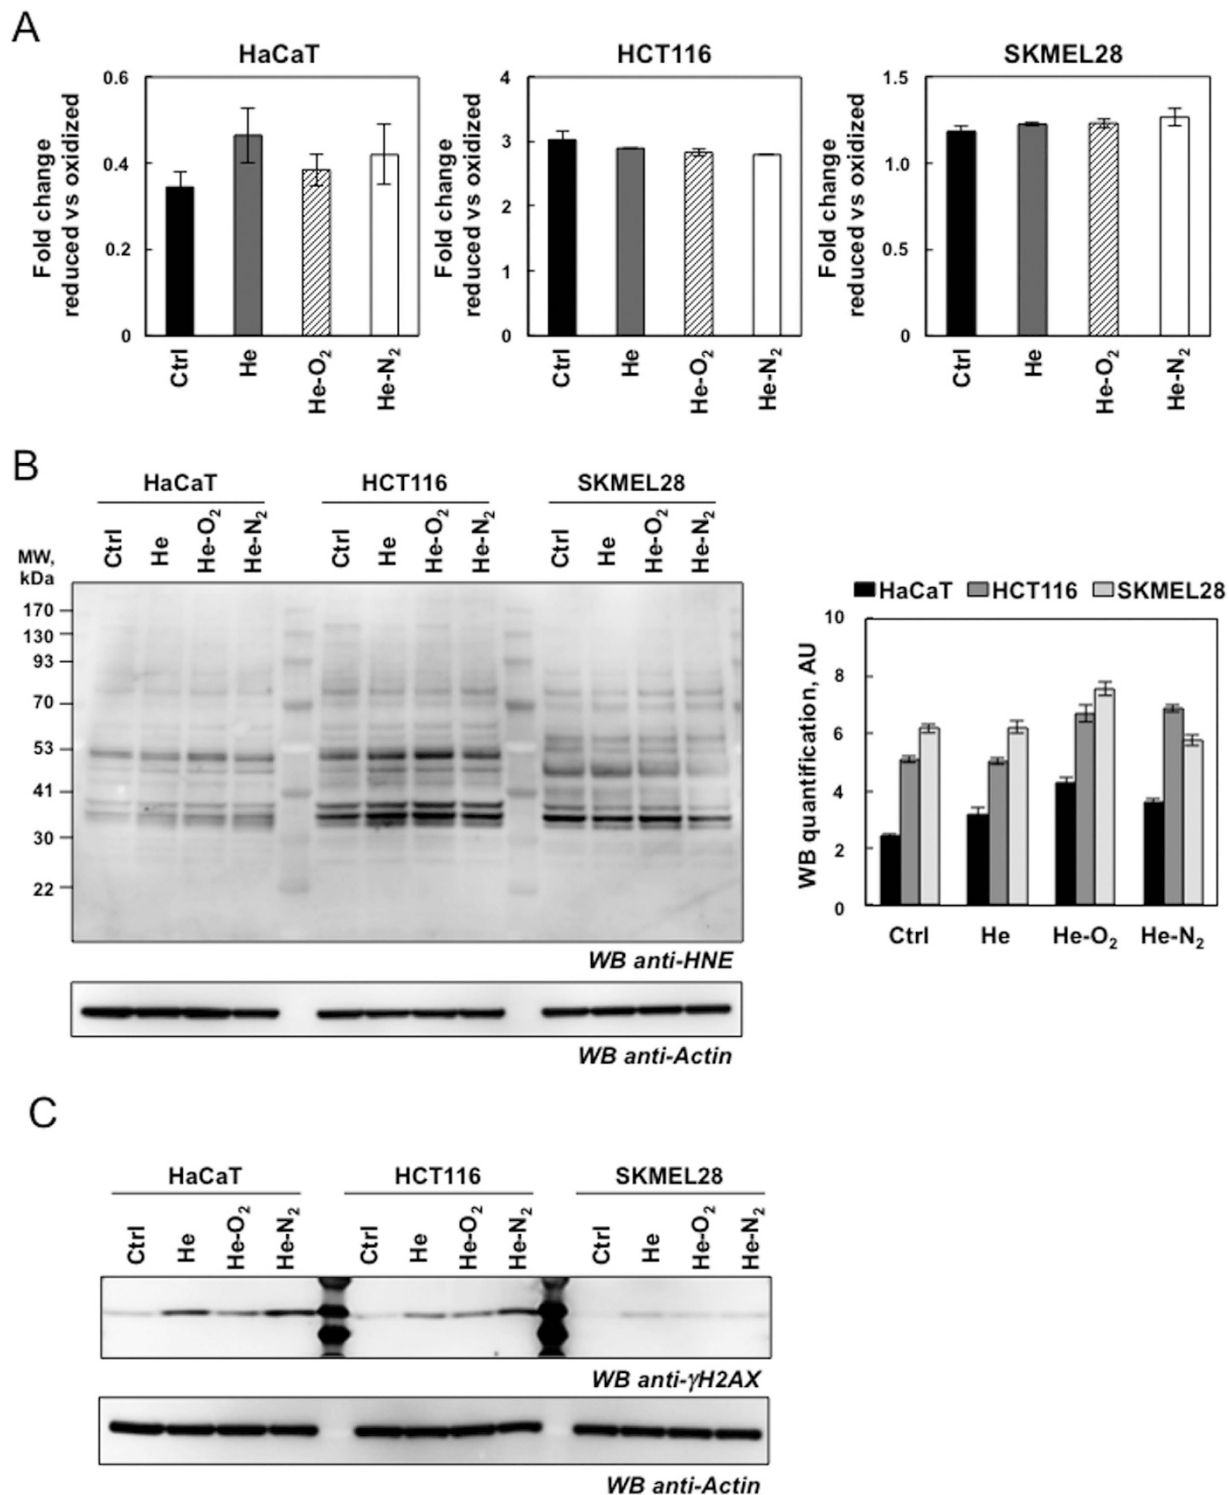 A
HaCaT
HCT116
SKMEL28
Fold change
reduced vs oxidized
0.6
0.4
0.2
0
Ctrl
He
He-O2
He-N2
Fold change
reduced vs oxidized
4
3
2
1
0
Ctrl
He
He-O2
He-N2
Fold change
reduced vs oxidized
1.5
1.0
0.5
0
Ctrl
He
He-O2
He-N2
B
HaCaT
HCT116
SKMEL28
Ctrl
He
He-O2
He-N2
Ctrl
He
He-O2
He-N2
Ctrl
He
He-O2
He-N2
MW,
kDa
170
130
93
70
53
41
30
22
WB anti-HNE
WB anti-Actin
HaCaT HCT116 SKMEL28
WB quantification, AU
10
8
6
4
2
0
Ctrl He He-O2 He-N2
C
HaCaT
HCT116
SKMEL28
Ctrl
He
He-O2
He-N2
Ctrl
He
He-O2
He-N2
Ctrl
He
He-O2
He-N2
WB anti-γH2AX
WB anti-Actin